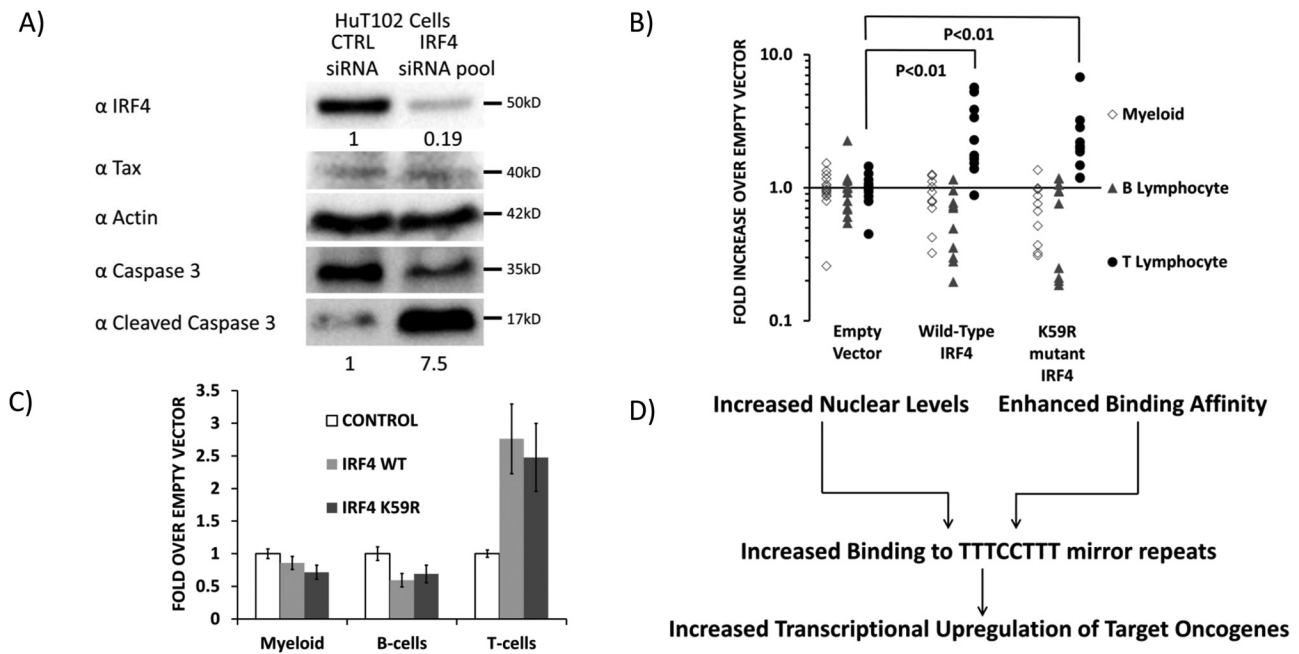 A)
HuT102 Cells
CTRL IRF4
siRNA siRNA pool
α IRF4
50kD
1 0.19
α Tax
40kD
α Actin
42kD
α Caspase 3
35kD
α Cleaved Caspase 3
17kD
1 7.5
B)
P<0.01
P<0.01
FOLD INCREASE OVER EMPTY VECTOR
10.0
1.0
0.1
Myeloid
B Lymphocyte
T Lymphocyte
Empty
Vector
Wild-Type
IRF4
K59R
mutant
IRF4
C)
FOLD OVER EMPTY VECTOR
3.5
3
2.5
2
1.5
1
0.5
0
CONTROL
IRF4 WT
IRF4 K59R
Myeloid B-cells T-cells
D)
Increased Nuclear Levels Enhanced Binding Affinity
Increased Binding to TTTCCTTT mirror repeats
Increased Transcriptional Upregulation of Target Oncogenes